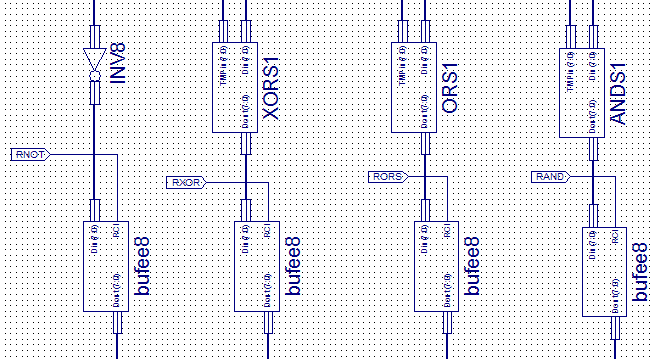 INV8
TMPin(7:0)
Din(7:0)
Dout(7:0)
XORS1
TMPin(7:0)
Din(7:0)
Dout(7:0)
ORS1
TMPin(7:0)
Din(7:0)
Dout(7:0)
ANDS1
RNOT
RXOR
RORS
RAND
Din(7:0)
RCI
Dout(7:0)
bufee8
Din(7:0)
RCI
Dout(7:0)
bufee8
Din(7:0)
RCI
Dout(7:0)
bufee8
Din(7:0)
RCI
Dout(7:0)
bufee8